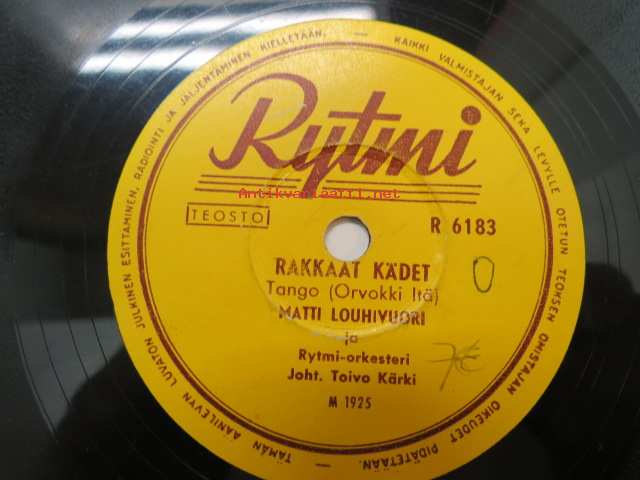 KAIKKI VALMISTAJAN SEKÄ LEVYLLE OTETUN TEOKSEN OMISTAJAN OIKEUDET PIDÄTETÄÄN. — TÄMÄN ÄÄNILEVYN LUVATON JULKINEN ESITTÄMINEN, RADIOINTI JA JÄLJENTÄMINEN KIELLETÄÄN. —
Rytmi
Antikvariaatti.net
TEOSTO
R 6183
RAKKAAT KÄDET
Tango (Orvokki Itä)
MATTI LOUHIVUORI
ja
Rytmi-orkesteri
Joht. Toivo Kärki
M 1925
O